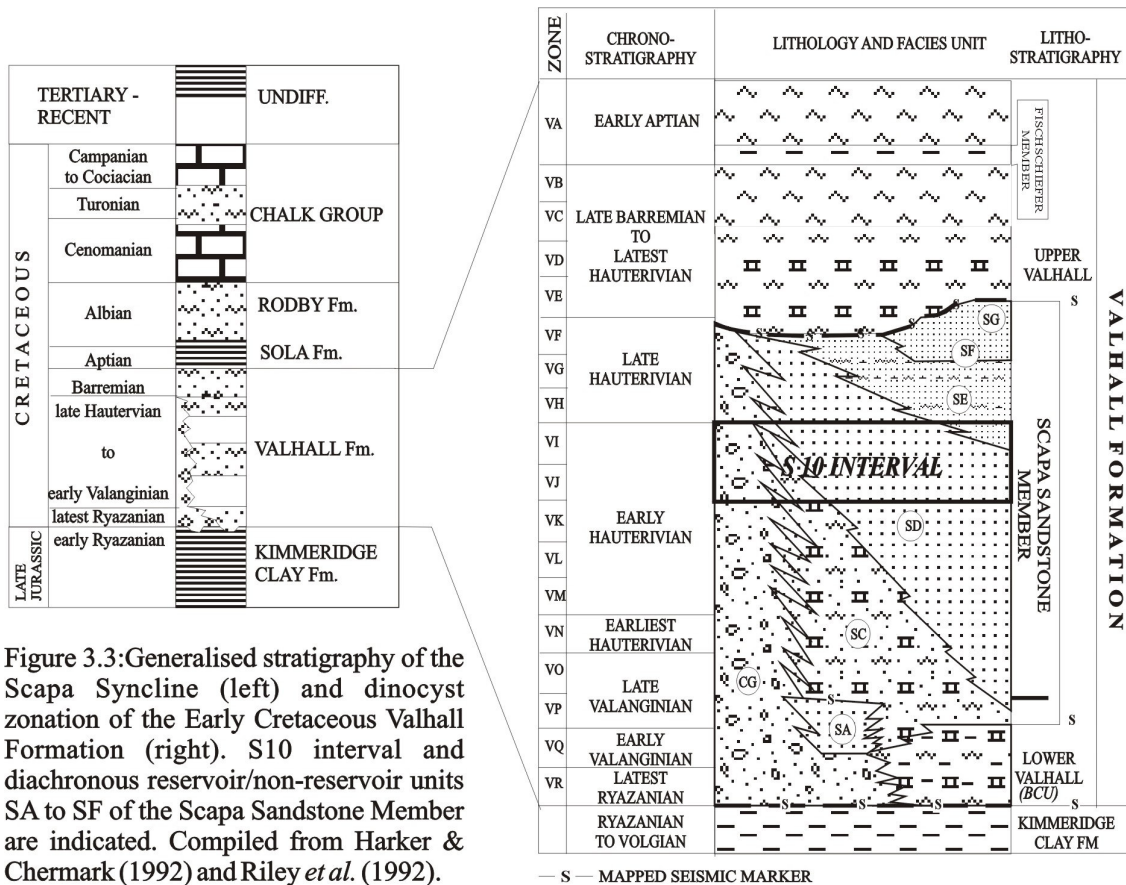 TERTIARY -
RECENT
UNDIFF.
CRETACEOUS
Campanian
to Cociacian
Turonian
Cenomanian
CHALK GROUP
Albian
RODBY Fm.
Aptian
SOLA Fm.
Barremian
late Hautervian
to
early Valanginian
latest Ryazanian
VALHALL Fm.
LATE
JURASSIC
early Ryazanian
KIMMERIDGE
CLAY Fm.
Figure 3.3:Generalised stratigraphy of the
Scapa Syncline (left) and dinocyst
zonation of the Early Cretaceous Valhall
Formation (right). S10 interval and
diachronous reservoir/non-reservoir units
SA to SF of the Scapa Sandstone Member
are indicated. Compiled from Harker &
Chermark (1992) and Riley et al. (1992).
ZONE
CHRONO-
STRATIGRAPHY
LITHOLOGY AND FACIES UNIT
LITHO-
STRATIGRAPHY
VA
EARLY APTIAN
VB
VC
VD
VE
LATE BARREMIAN
TO
LATEST
HAUTERIVIAN
VF
VG
VH
LATE
HAUTERIVIAN
VI
VJ
VK
VL
VM
EARLY
HAUTERIVIAN
VN
EARLIEST
HAUTERIVIAN
VO
VP
LATE
VALANGINIAN
VQ
EARLY
VALANGINIAN
VR
LATEST
RYAZANIAN
RYAZANIAN
TO VOLGIAN
S
S
S
S
S
SG
SF
SE
S 10 INTERVAL
SD
SC
CG
S
SA
S
S
S
S
FISCHSCHIEFER
MEMBER
UPPER
VALHALL
S
SCAPA SANDSTONE
MEMBER
S
LOWER
VALHALL
(BCU)
S
KIMMERIDGE
CLAY FM
VALHALL FORMATION
— S — MAPPED SEISMIC MARKER